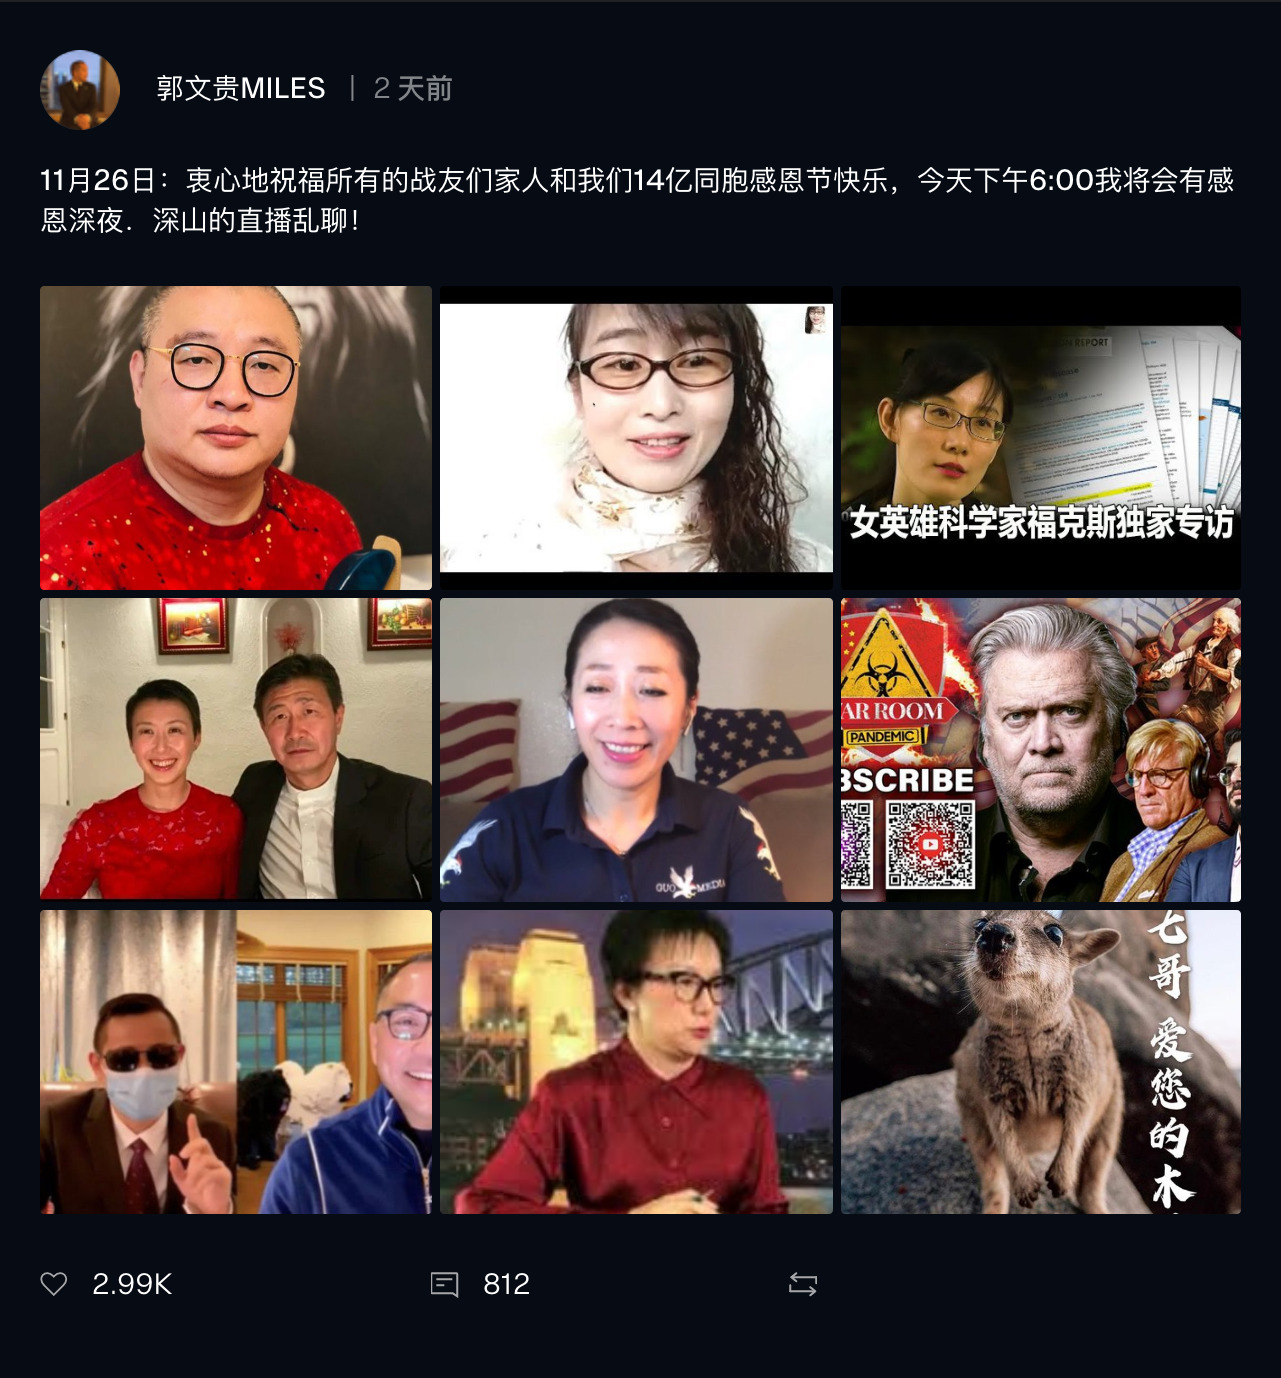 郭文贵MILES | 2 天前
11月26日：衷心地祝福所有的战友们家人和我们14亿同胞感恩节快乐，今天下午6:00我将会有感
恩深夜．深山的直播乱聊！
N REPORT
女英雄科学家福克斯独家专访
AR ROOM
PANDEMIC
BSCRIBE
GUO MEDIA
七哥 爱您的木
2.99K
812